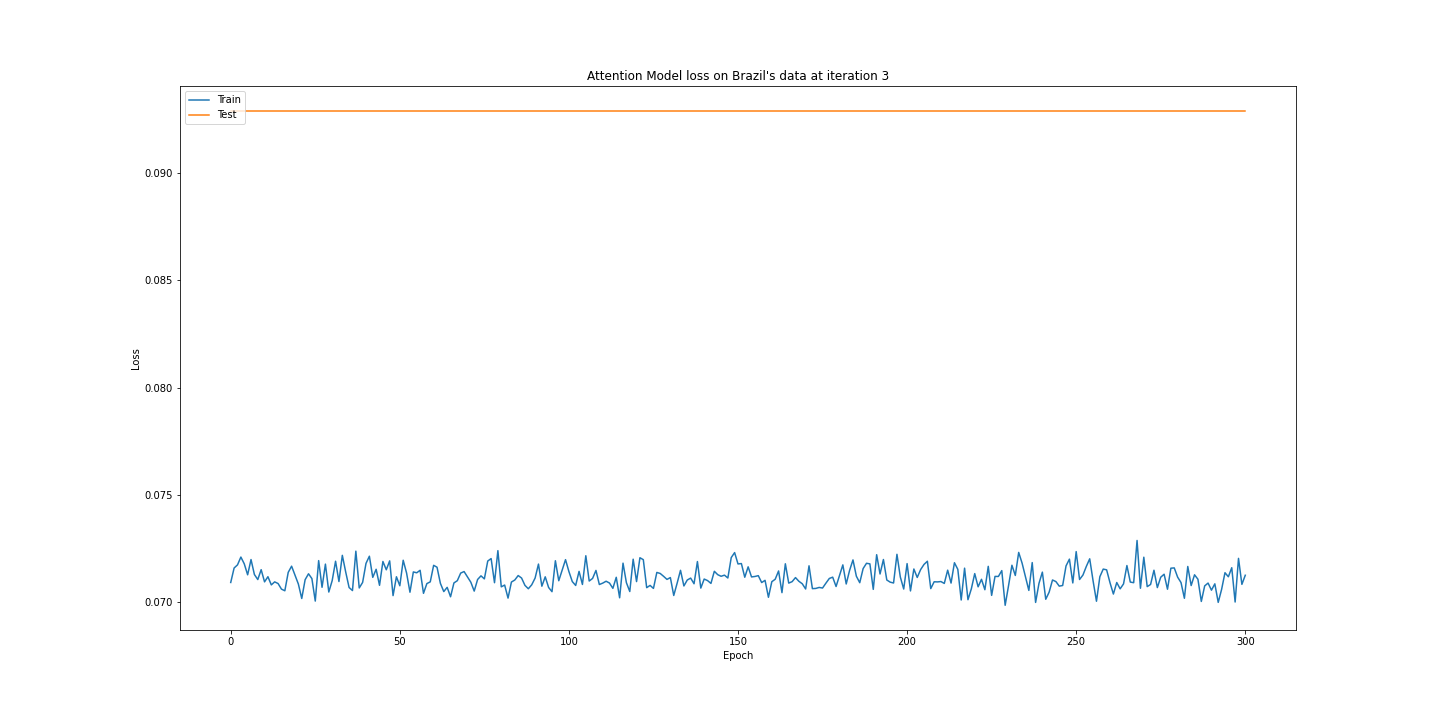 Attention Model loss on Brazil's data at iteration 3
Train
Test
0.090
0.085
0.080
0.075
0.070
Loss
0 50 100 150 200 250 300
Epoch